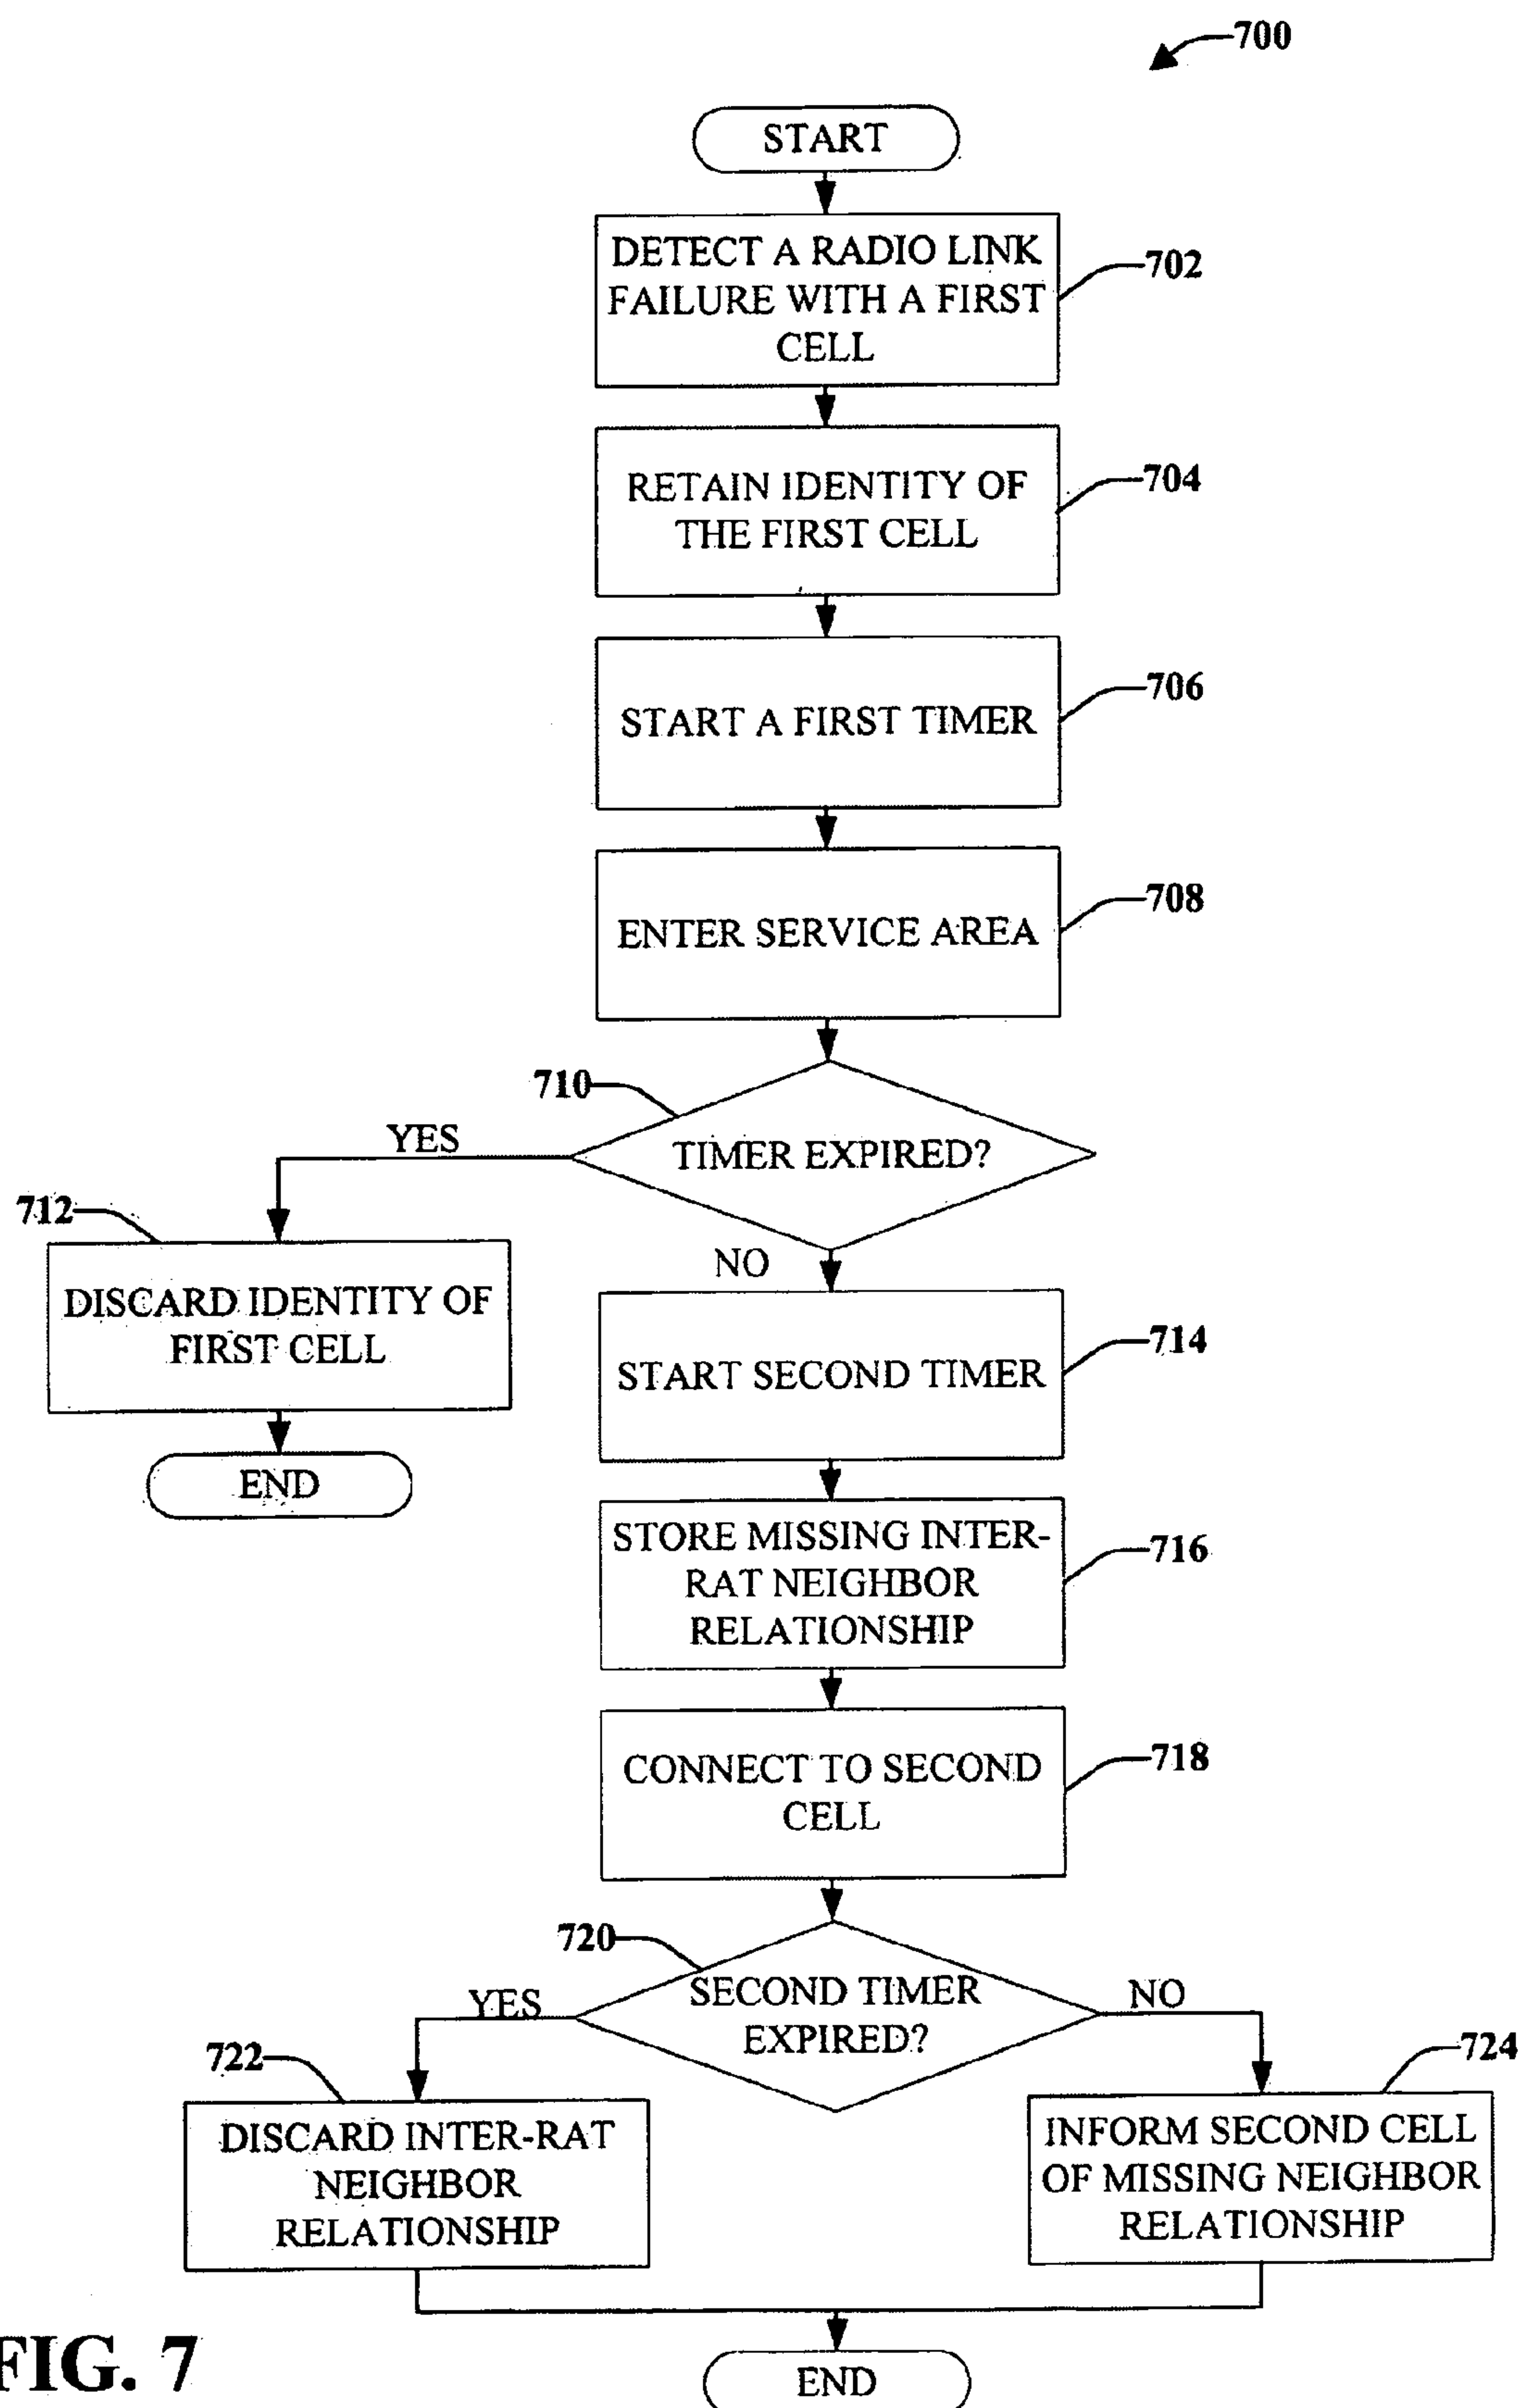 700
START
DETECT A RADIO LINK
FAILURE WITH A FIRST
CELL
702
RETAIN IDENTITY OF
THE FIRST CELL
704
START A FIRST TIMER
706
ENTER SERVICE AREA
708
710
TIMER EXPIRED?
YES
NO
712
DISCARD IDENTITY OF
FIRST CELL
END
START SECOND TIMER
714
STORE MISSING INTER-
RAT NEIGHBOR
RELATIONSHIP
716
CONNECT TO SECOND
CELL
718
720
SECOND TIMER
EXPIRED?
YES
NO
722
DISCARD INTER-RAT
NEIGHBOR
RELATIONSHIP
724
INFORM SECOND CELL
OF MISSING NEIGHBOR
RELATIONSHIP
END
FIG. 7